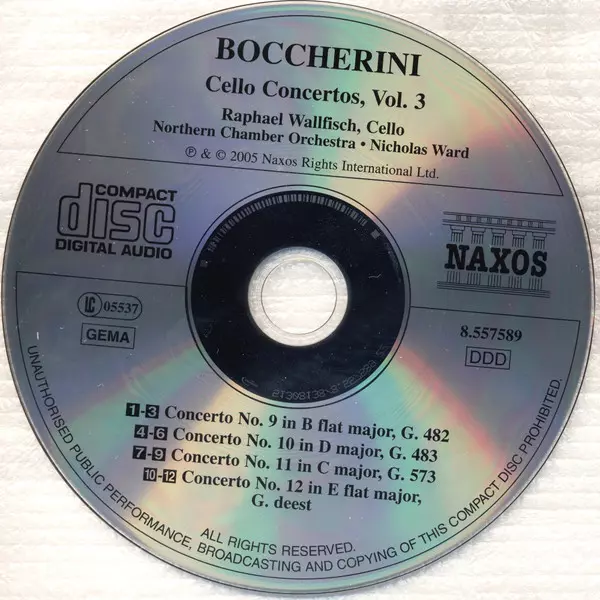 BOCCHERINI
Cello Concertos, Vol. 3
Raphael Wallfisch, Cello
Northern Chamber Orchestra • Nicholas Ward
℗ & © 2005 Naxos Rights International Ltd.
COMPACT
disc
DIGITAL AUDIO
NAXOS
LC 05537
GEMA
8.557589
DDD
1-3 Concerto No. 9 in B flat major, G. 482
4-6 Concerto No. 10 in D major, G. 483
7-9 Concerto No. 11 in C major, G. 573
10-12 Concerto No. 12 in E flat major,
G. deest
ALL RIGHTS RESERVED.
UNAUTHORISED PUBLIC PERFORMANCE, BROADCASTING AND COPYING OF THIS COMPACT DISC PROHIBITED.